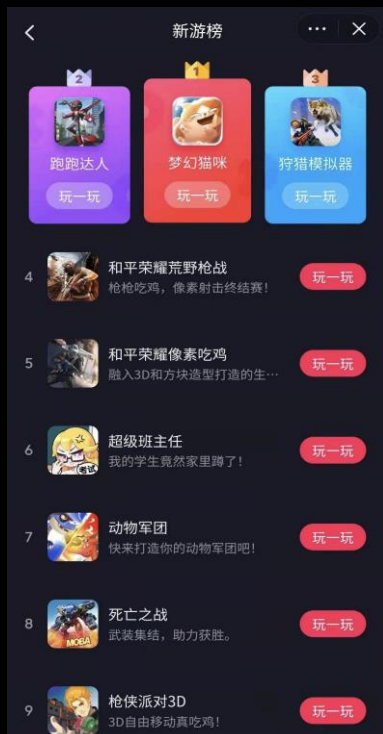 新游榜
2
1
3
跑跑达人
梦幻猫咪
狩猎模拟器
玩一玩
玩一玩
玩一玩
4
和平荣耀荒野枪战
枪枪吃鸡，像素射击终结赛！
玩一玩
5
和平荣耀像素吃鸡
融入3D和方块造型打造的生…
玩一玩
6
考试
超级班主任
我的学生竟然家里蹲了！
玩一玩
7
动物军团
快来打造你的动物军团吧！
玩一玩
8
MOBA
死亡之战
武装集结，助力获胜。
玩一玩
9
枪侠派对3D
3D自由移动真吃鸡！
玩一玩